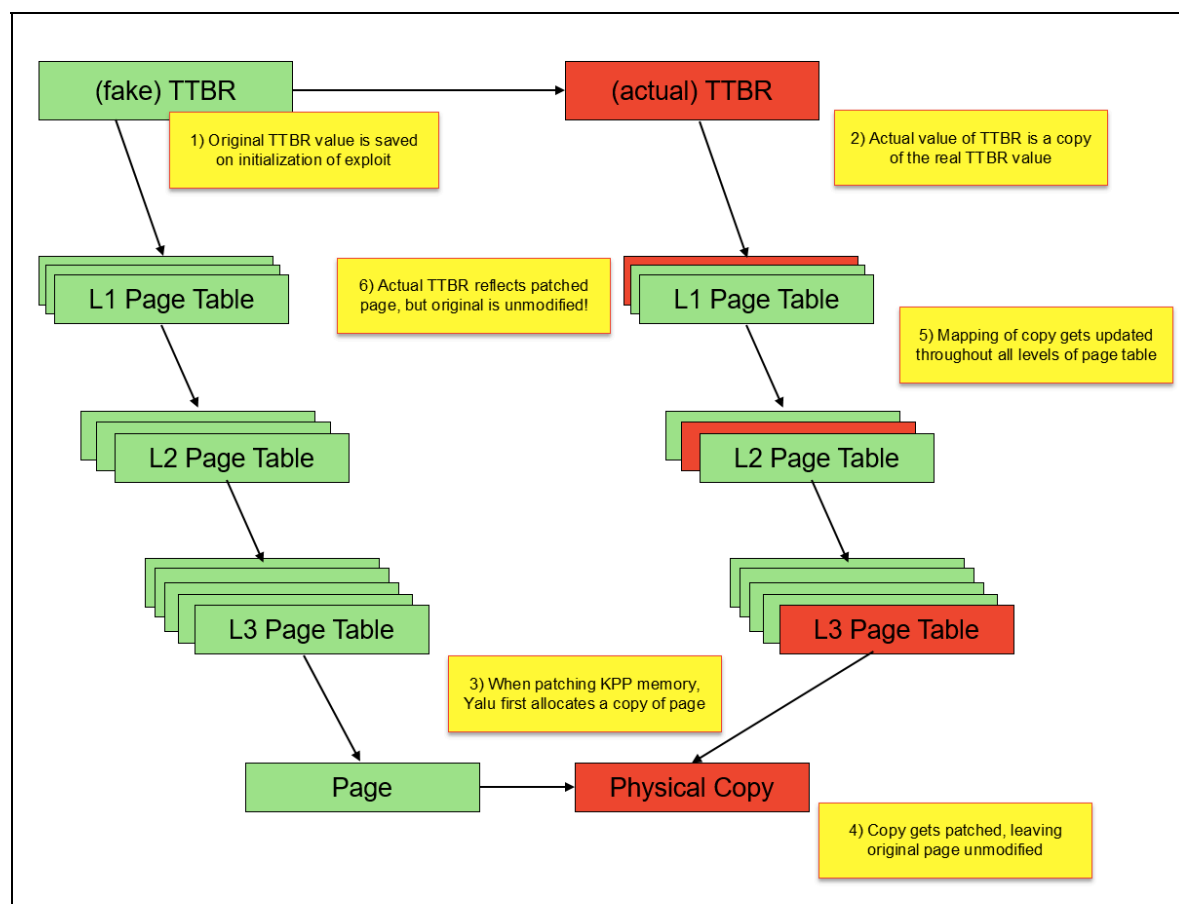 (fake) TTBR
(actual) TTBR
1) Original TTBR value is saved
on initialization of exploit
2) Actual value of TTBR is a copy
of the real TTBR value
L1 Page Table
6) Actual TTBR reflects patched
page, but original is unmodified!
L1 Page Table
5) Mapping of copy gets updated
throughout all levels of page table
L2 Page Table
L2 Page Table
L3 Page Table
L3 Page Table
3) When patching KPP memory,
Yalu first allocates a copy of page
Page
Physical Copy
4) Copy gets patched, leaving
original page unmodified